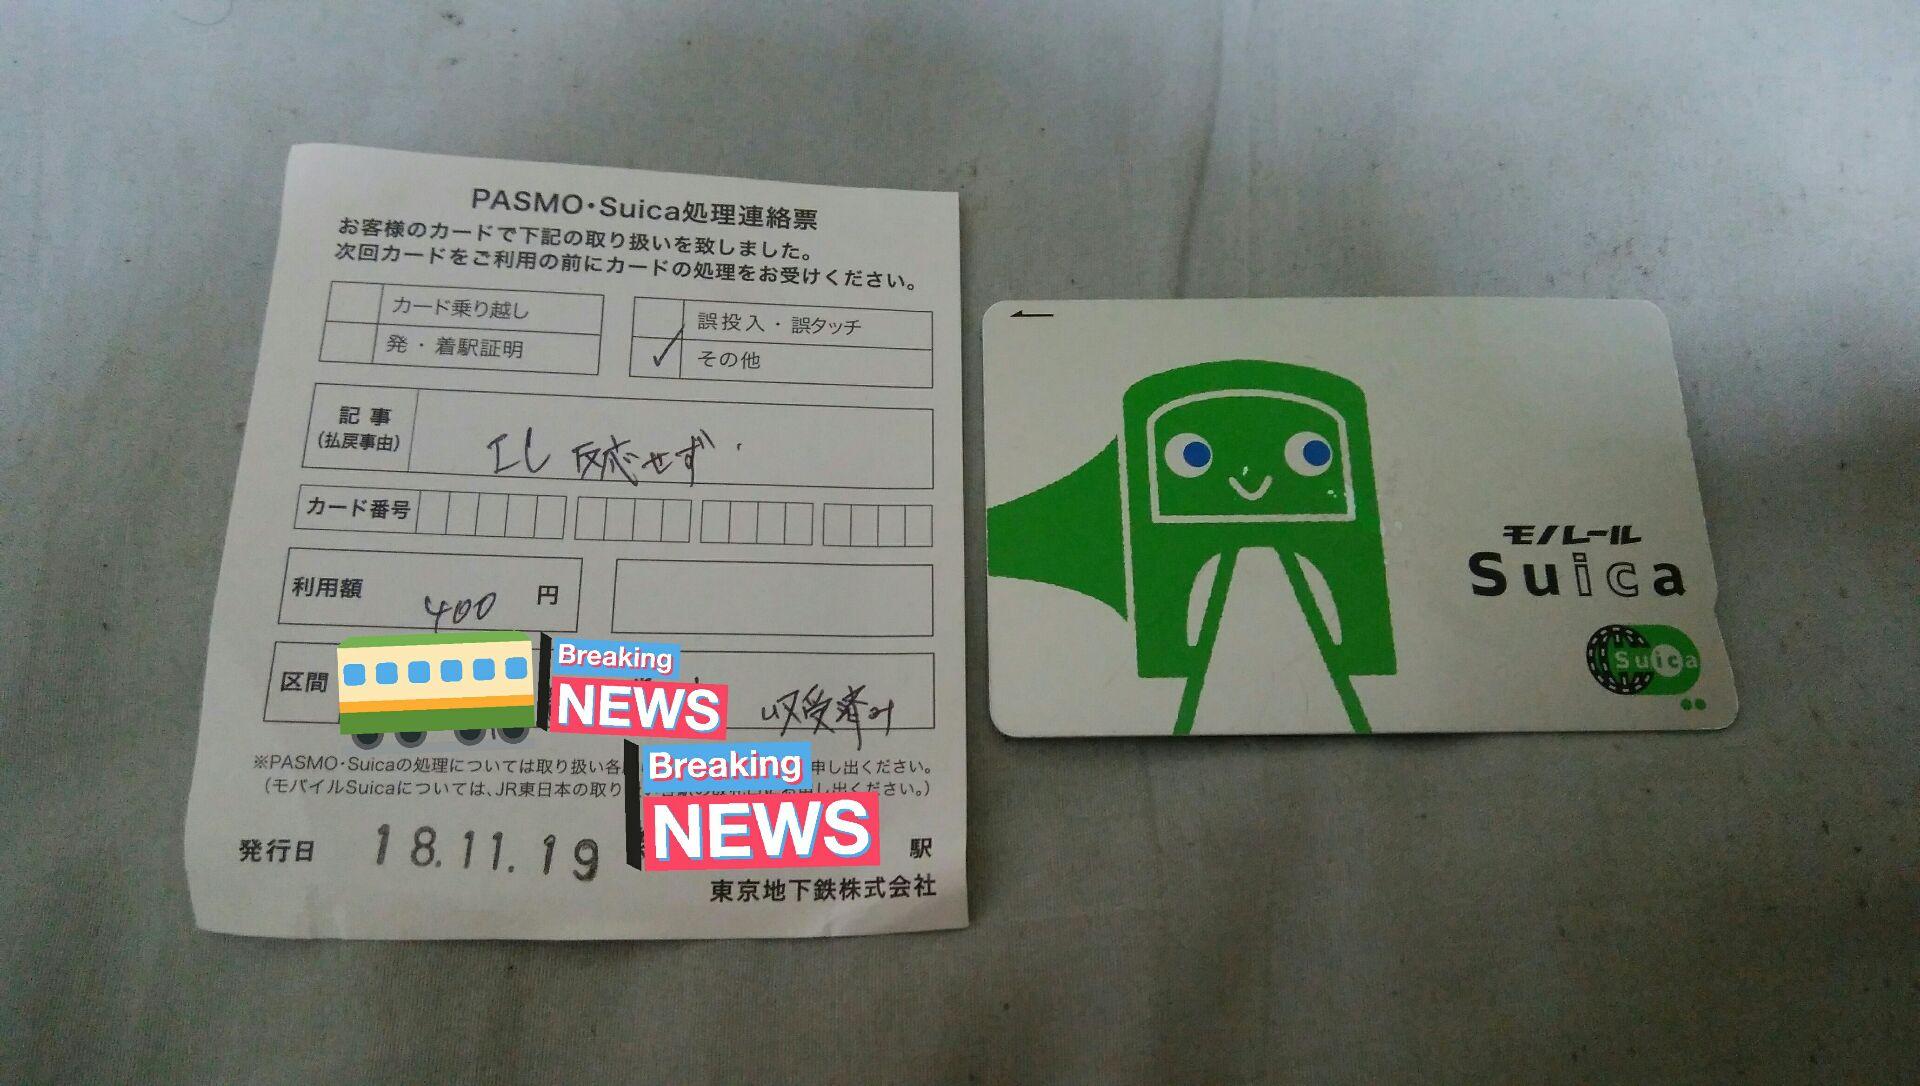 PASMO・Suica処理連絡票
お客様のカードで下記の取り扱いを致しました。
次回カードをご利用の前にカードの処理をお受けください。
カード乗り越し
発・着駅証明
誤投入・誤タッチ
✓ その他
記事
(払戻事由)
エレ 反応せず
カード番号
利用額 400 円
区間
収受済み
Breaking
NEWS
※PASMO・Suicaの処理については取り扱い各
申し出ください。
Breaking
NEWS
(モバイルSuicaについては、JR東日本の取り
し出ください。)
発行日 18.11.19
駅
東京地下鉄株式会社
モノレール
Suica
Suica